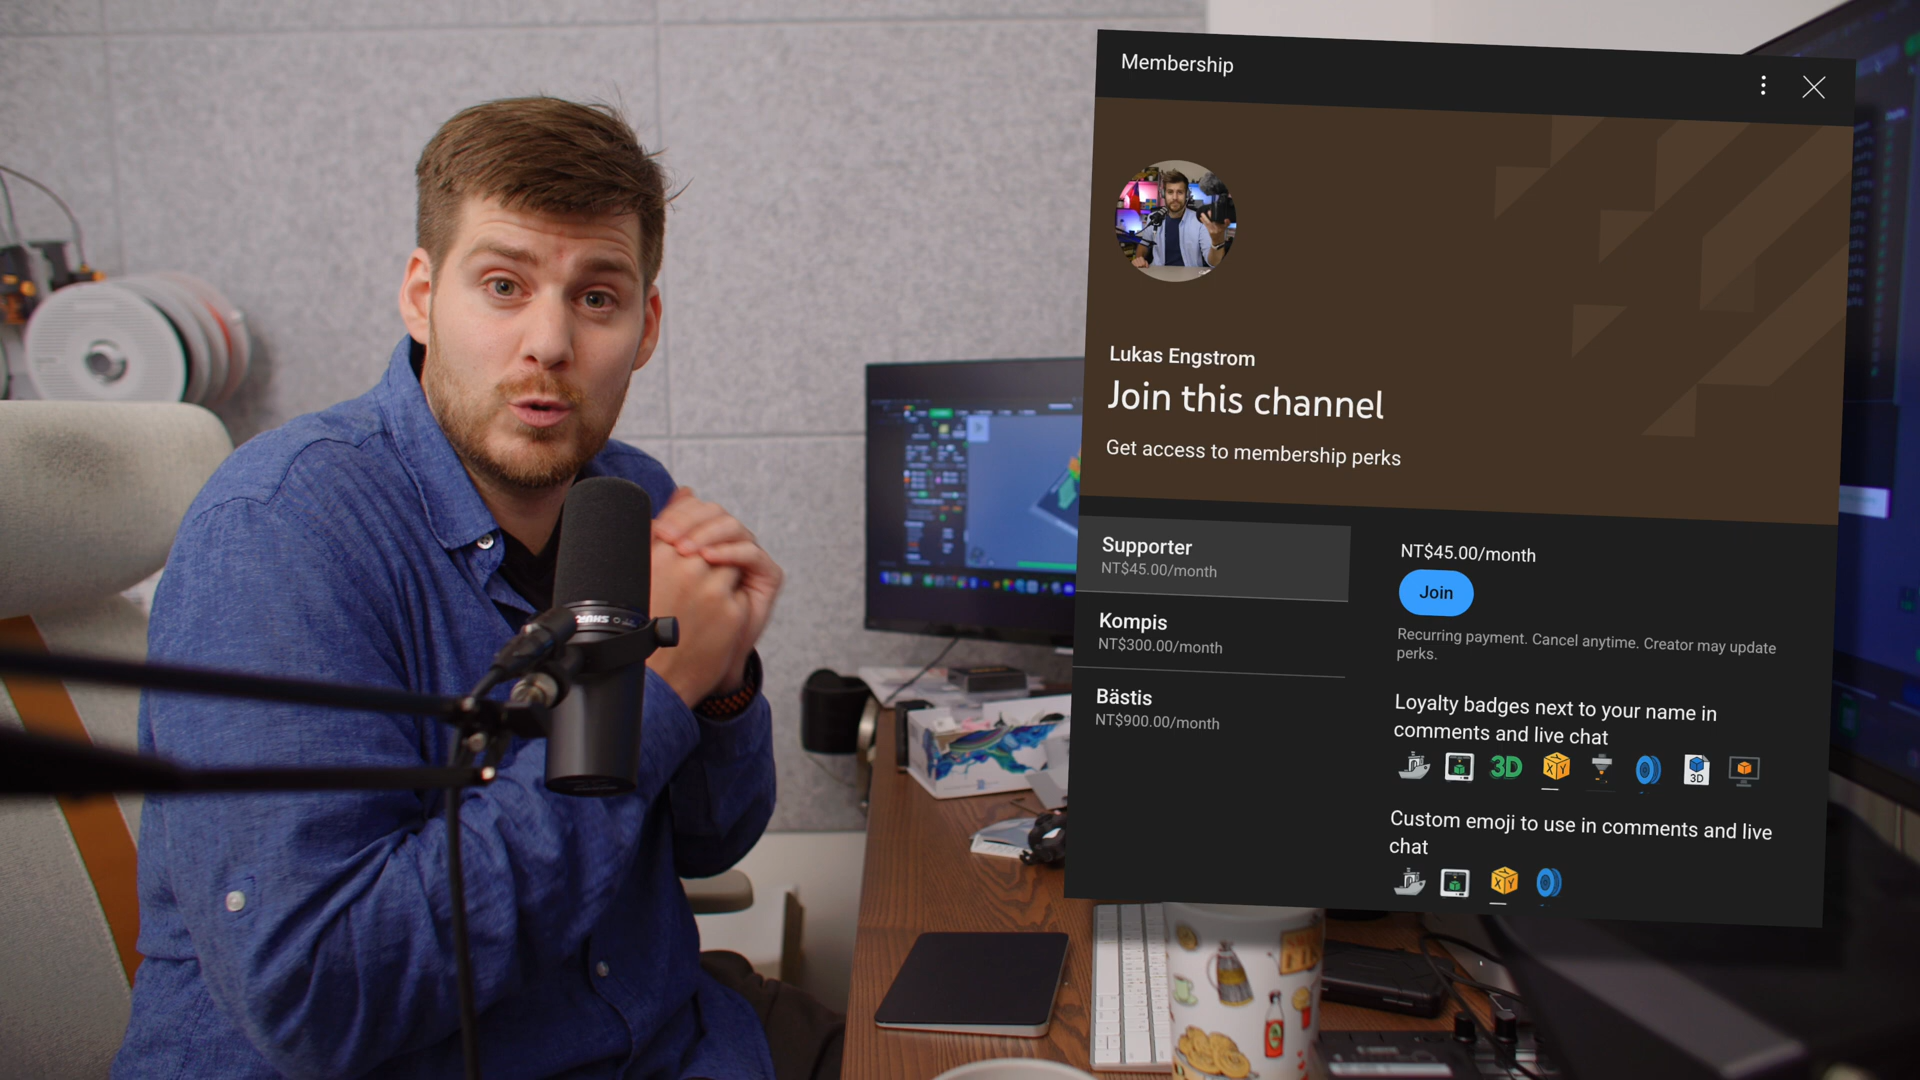 Membership
Lukas Engstrom
Join this channel
Get access to membership perks
Supporter
NT$45.00/month
Kompis
NT$300.00/month
Bästis
NT$900.00/month
NT$45.00/month
Join
Recurring payment. Cancel anytime. Creator may update
perks.
Loyalty badges next to your name in
comments and live chat
3D
X Y
3D
Custom emoji to use in comments and live
chat
X Y
SHURE